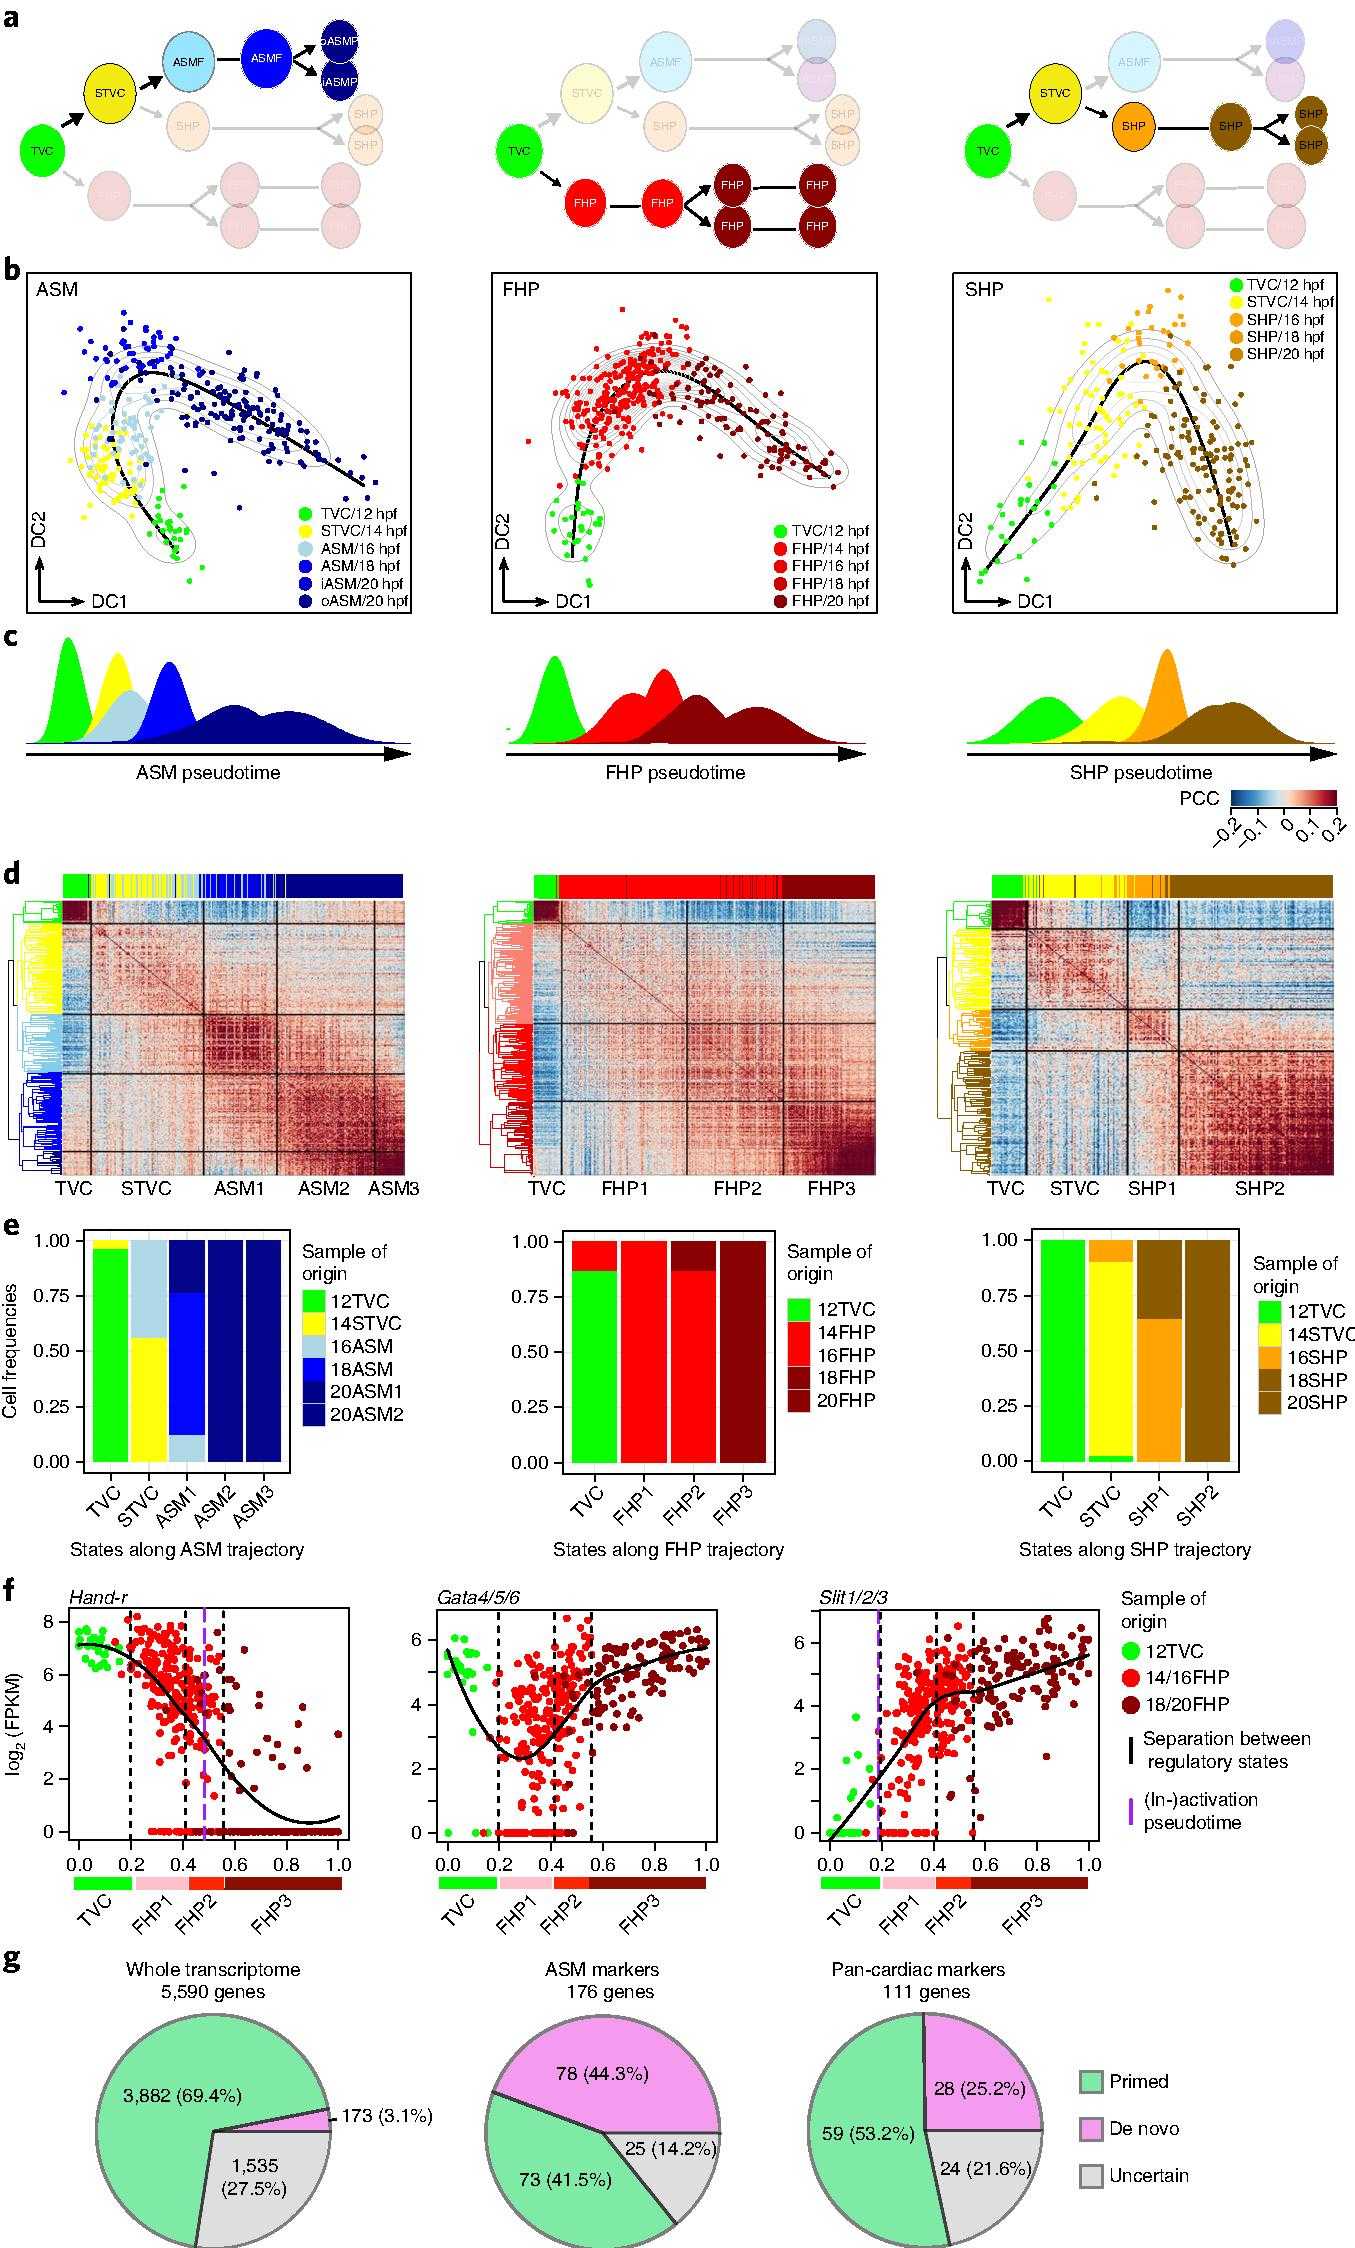 a
TVC
STVC
ASMF
ASMF
oASMP
iASMP
SHP
SHP
SHP
TVC
STVC
ASMF
SHP
SHP
SHP
FHP
FHP
FHP
FHP
FHP
FHP
TVC
STVC
ASMF
SHP
SHP
SHP
SHP
b
ASM
DC2
DC1
TVC/12 hpf
STVC/14 hpf
ASM/16 hpf
ASM/18 hpf
iASM/20 hpf
oASM/20 hpf
FHP
DC2
DC1
TVC/12 hpf
FHP/14 hpf
FHP/16 hpf
FHP/18 hpf
FHP/20 hpf
SHP
DC2
DC1
TVC/12 hpf
STVC/14 hpf
SHP/16 hpf
SHP/18 hpf
SHP/20 hpf
c
ASM pseudotime
FHP pseudotime
SHP pseudotime
PCC
−0.2 −0.1 0 0.1 0.2
d
TVC STVC ASM1 ASM2 ASM3
TVC FHP1 FHP2 FHP3
TVC STVC SHP1 SHP2
e
Cell frequencies
1.00
0.75
0.50
0.25
0.00
TVC STVC ASM1 ASM2 ASM3
States along ASM trajectory
Sample of
origin
12TVC
14STVC
16ASM
18ASM
20ASM1
20ASM2
1.00
0.75
0.50
0.25
0.00
TVC FHP1 FHP2 FHP3
States along FHP trajectory
Sample of
origin
12TVC
14FHP
16FHP
18FHP
20FHP
1.00
0.75
0.50
0.25
0.00
TVC STVC SHP1 SHP2
States along SHP trajectory
Sample of
origin
12TVC
14STVC
16SHP
18SHP
20SHP
f
Hand-r
log2 (FPKM)
8
6
4
2
0
0.0 0.2 0.4 0.6 0.8 1.0
TVC FHP1 FHP2 FHP3
Gata4/5/6
6
4
2
0
0.0 0.2 0.4 0.6 0.8 1.0
TVC FHP1 FHP2 FHP3
Slit1/2/3
6
4
2
0
0.0 0.2 0.4 0.6 0.8 1.0
TVC FHP1 FHP2 FHP3
Sample of
origin
12TVC
14/16FHP
18/20FHP
Separation between
regulatory states
(In-)activation
pseudotime
g
Whole transcriptome
5,590 genes
3,882 (69.4%)
173 (3.1%)
1,535
(27.5%)
ASM markers
176 genes
78 (44.3%)
25 (14.2%)
73 (41.5%)
Pan-cardiac markers
111 genes
28 (25.2%)
59 (53.2%)
24 (21.6%)
Primed
De novo
Uncertain